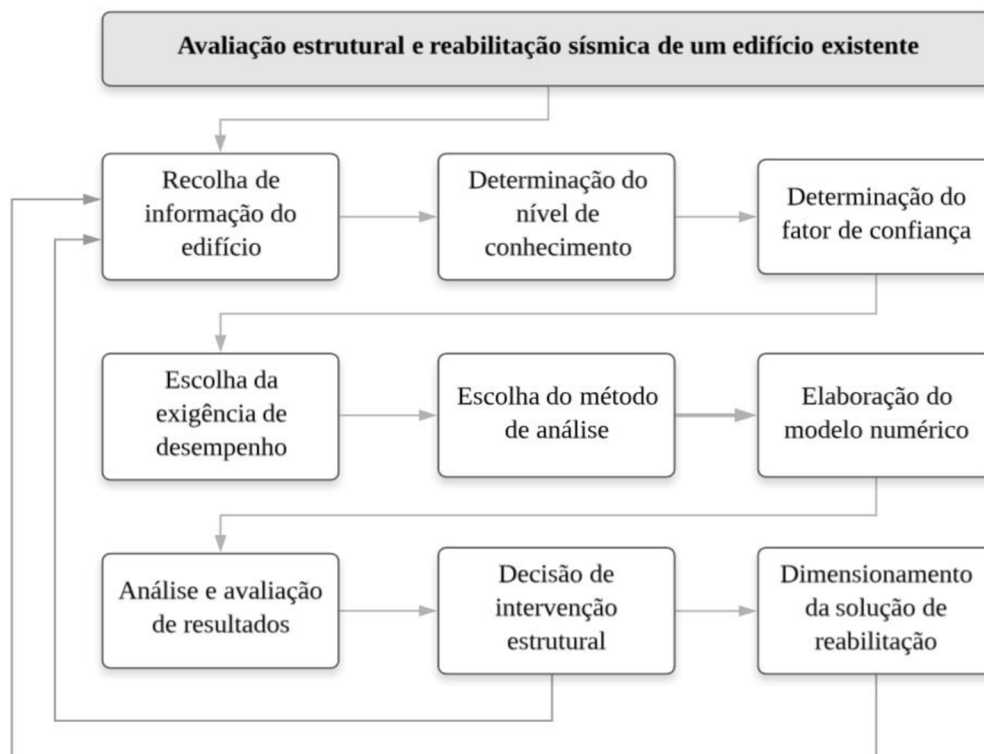 Avaliação estrutural e reabilitação sísmica de um edifício existente
Recolha de
informação do
edifício
Determinação do
nível de
conhecimento
Determinação do
fator de confiança
Escolha da
exigência de
desempenho
Escolha do método
de análise
Elaboração do
modelo numérico
Análise e avaliação
de resultados
Decisão de
intervenção
estrutural
Dimensionamento
da solução de
reabilitação